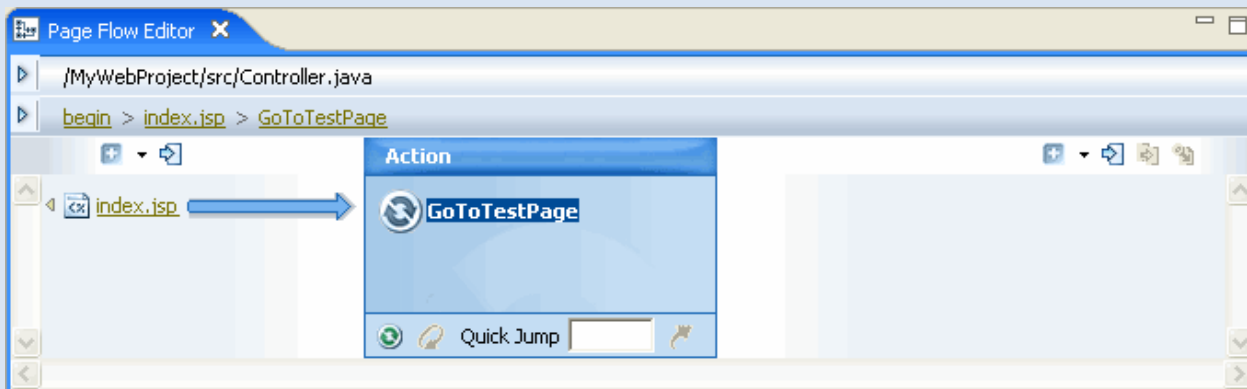 Page Flow Editor
/MyWebProject/src/Controller.java
begin > index.jsp > GoToTestPage
Action
index.jsp
GoToTestPage
Quick Jump